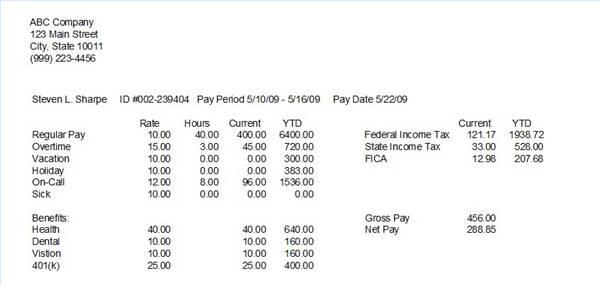 ABC Company
123 Main Street
City, State 10011
(999) 223-4456
Steven L. Sharpe ID #002-239404 Pay Period 5/10/09 - 5/16/09 Pay Date 5/22/09
Rate Hours Current YTD Current YTD
Regular Pay 10.00 40.00 400.00 6400.00 Federal Income Tax 121.17 1938.72
Overtime 15.00 3.00 45.00 720.00 State Income Tax 33.00 528.00
Vacation 10.00 0.00 0.00 300.00 FICA 12.98 207.68
Holiday 10.00 0.00 0.00 383.00
On-Call 12.00 8.00 96.00 1536.00
Sick 10.00 0.00 0.00 0.00
Benefits: Gross Pay 456.00
Health 40.00 40.00 640.00 Net Pay 288.85
Dental 10.00 10.00 160.00
Vistion 10.00 10.00 160.00
401(k) 25.00 25.00 400.00